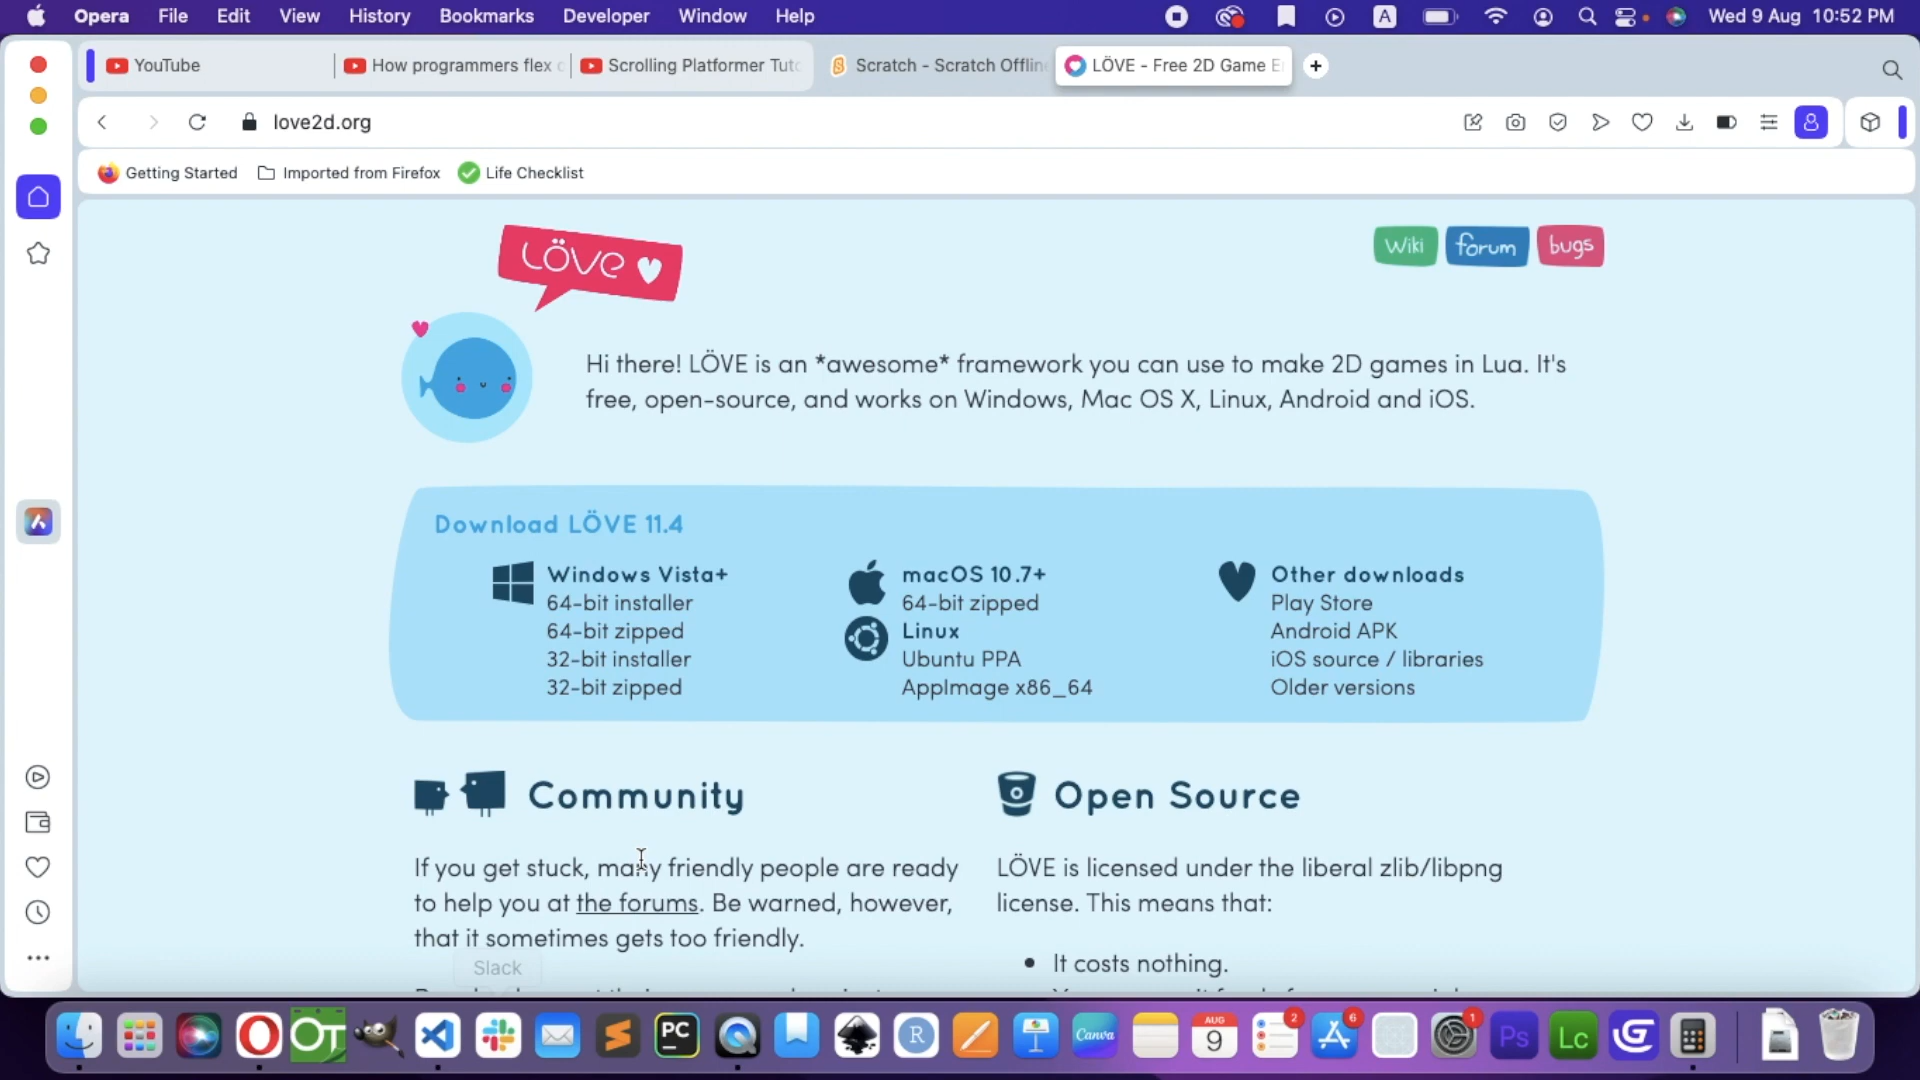 Opera File Edit View History Bookmarks Developer Window Help A Wed 9 Aug 10:52 PM
YouTube How programmers flex Scrolling Platformer Tut Scratch - Scratch Offlin LÖVE - Free 2D Game E +
love2d.org
Getting Started Imported from Firefox Life Checklist
LÖVE
Wiki forum bugs
Hi there! LÖVE is an *awesome* framework you can use to make 2D games in Lua. It's
free, open-source, and works on Windows, Mac OS X, Linux, Android and iOS.
Download LÖVE 11.4
Windows Vista+
64-bit installer
64-bit zipped
32-bit installer
32-bit zipped
macOS 10.7+
64-bit zipped
Linux
Ubuntu PPA
AppImage x86_64
Other downloads
Play Store
Android APK
iOS source / libraries
Older versions
Community
If you get stuck, many friendly people are ready
to help you at the forums. Be warned, however,
that it sometimes gets too friendly.
Open Source
LÖVE is licensed under the liberal zlib/libpng
license. This means that:
• It costs nothing.
Slack
OT PC R Canva AUG 9 2 6 1 Ps Lc